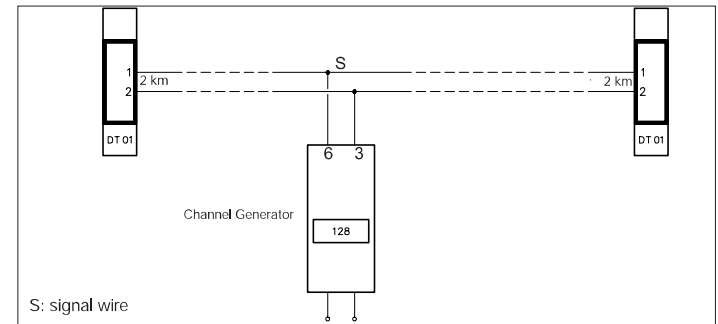 S
1
2 km
2 km
1
2
2
DT 01
DT 01
6 3
Channel Generator
128
S: signal wire